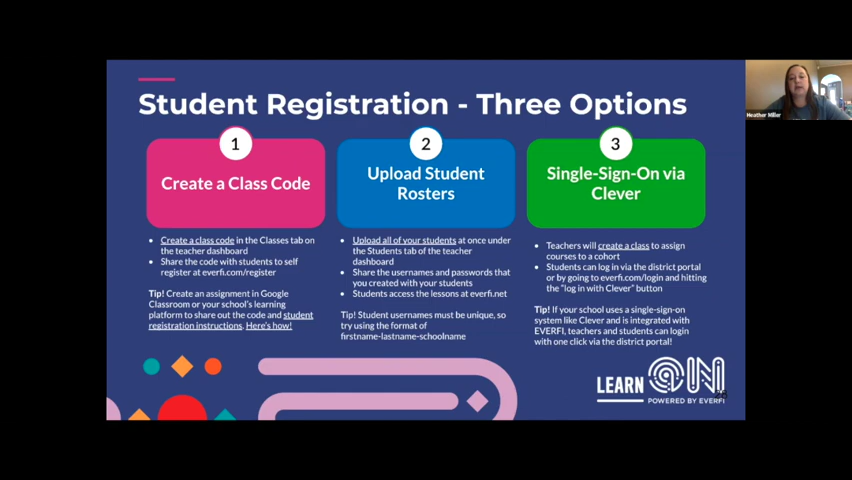 Student Registration - Three Options
1
Create a Class Code
• Create a class code in the Classes tab on
the teacher dashboard
• Share the code with students to self
register at everfi.com/register
Tip! Create an assignment in Google
Classroom or your school's learning
platform to share out the code and student
registration instructions. Here's how!
2
Upload Student
Rosters
• Upload all of your students at once under
the Students tab of the teacher
dashboard
• Share the usernames and passwords that
you created with your students
• Students access the lessons at everfi.net
Tip! Student usernames must be unique, so
try using the format of
firstname-lastname-schoolname
3
Single-Sign-On via
Clever
• Teachers will create a class to assign
courses to a cohort
• Students can log in via the district portal
or by going to everfi.com/login and hitting
the "log in with Clever" button
Tip! If your school uses a single-sign-on
system like Clever and is integrated with
EVERFI, teachers and students can login
with one click via the district portal!
LEARN ON
POWERED BY EVERFI
Heather Miller